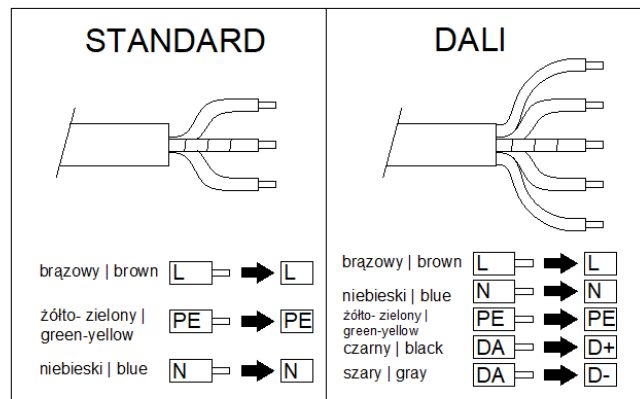 STANDARD
brązowy | brown L L
żółto- zielony |
green-yellow PE PE
niebieski | blue N N
DALI
brązowy | brown L L
niebieski | blue N N
żółto- zielony |
green-yellow PE PE
czarny | black DA D+
szary | gray DA D-